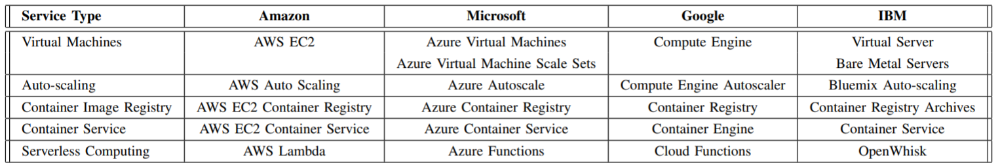 Service Type Amazon Microsoft Google IBM
Virtual Machines AWS EC2 Azure Virtual Machines Compute Engine Virtual Server
Azure Virtual Machine Scale Sets Bare Metal Servers
Auto-scaling AWS Auto Scaling Azure Autoscale Compute Engine Autoscaler Bluemix Auto-scaling
Container Image Registry AWS EC2 Container Registry Azure Container Registry Container Registry Container Registry Archives
Container Service AWS EC2 Container Service Azure Container Service Container Engine Container Service
Serverless Computing AWS Lambda Azure Functions Cloud Functions OpenWhisk